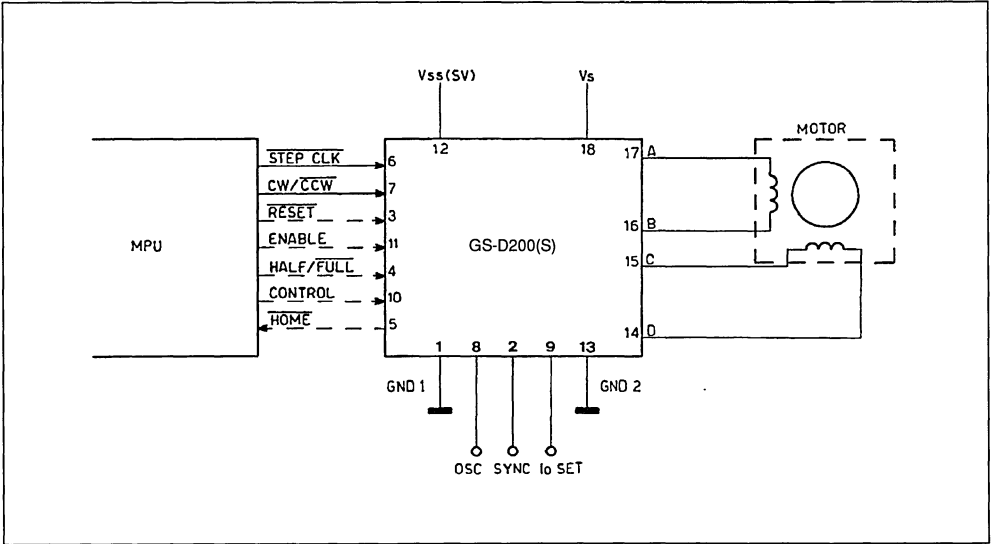 Vss(SV)
Vs
MOTOR
12
18
17 A
STEP CLK
6
CW/CCW
7
RESET
3
16 B
MPU
ENABLE
11
GS-D200(S)
15 C
HALF/FULL
4
CONTROL
10
HOME
5
14 D
1 8 2 9 13
GND 1
GND 2
OSC SYNC Io SET